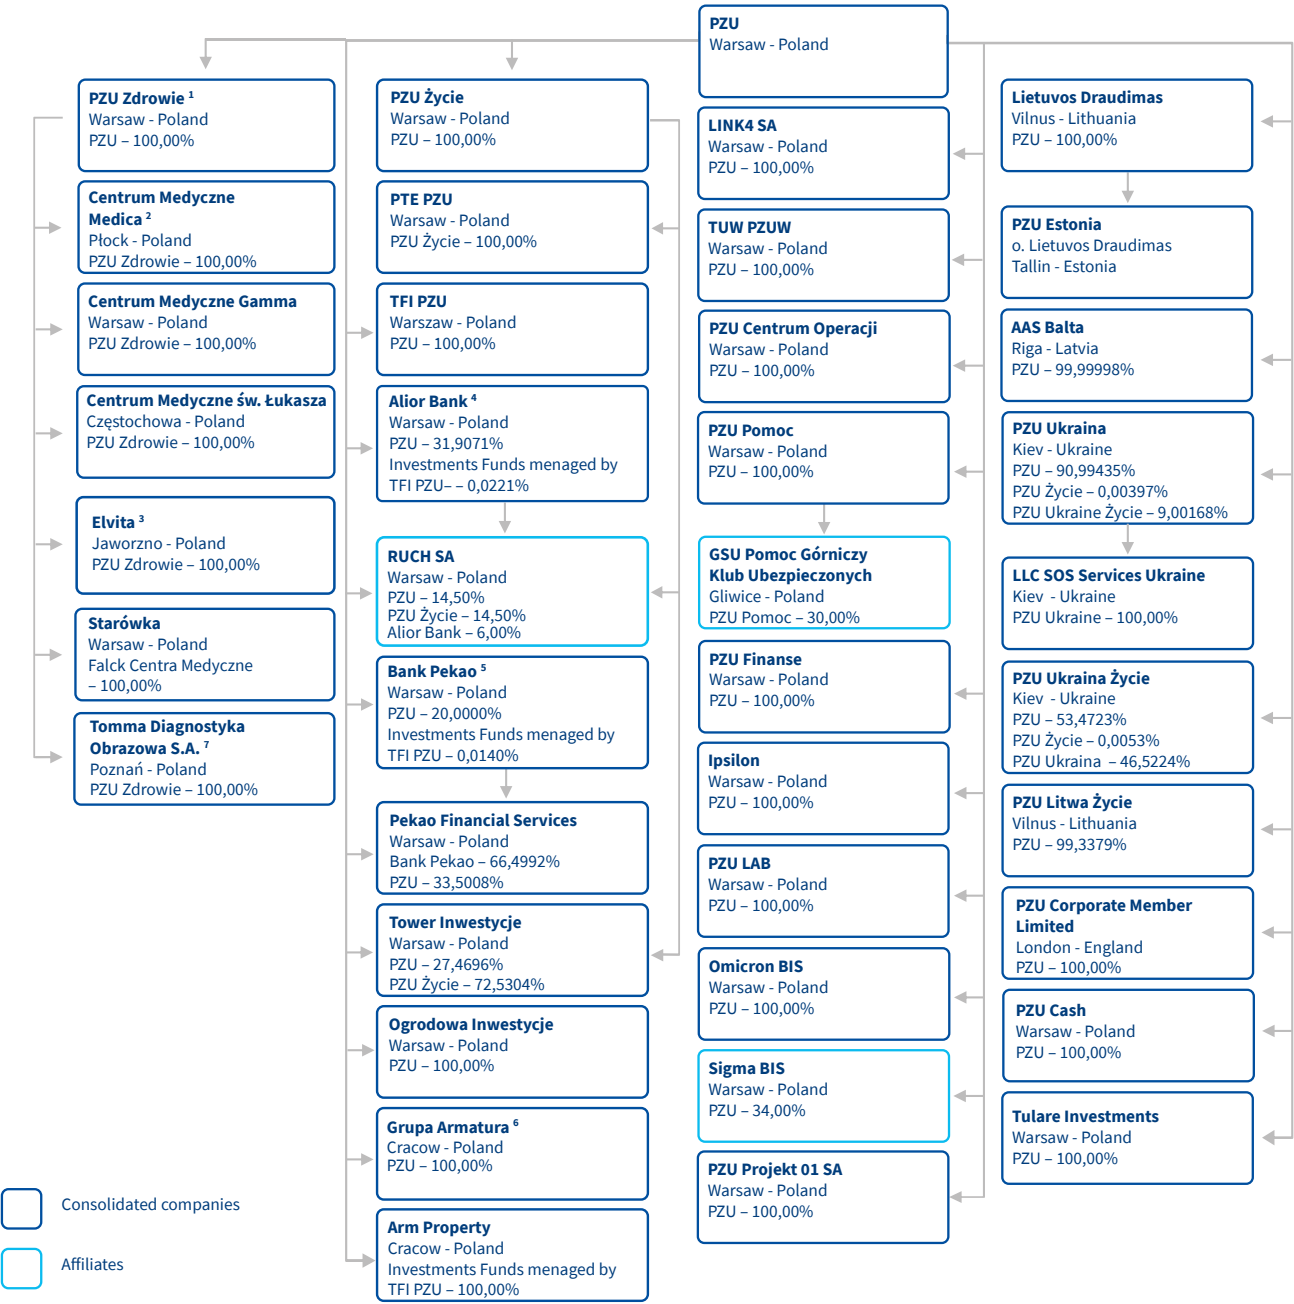 PZU
Warsaw - Poland
PZU Zdrowie 1
Warsaw - Poland
PZU – 100,00%
Centrum Medyczne
Medica 2
Płock - Poland
PZU Zdrowie – 100,00%
Centrum Medyczne Gamma
Warsaw - Poland
PZU Zdrowie – 100,00%
Centrum Medyczne św. Łukasza
Częstochowa - Poland
PZU Zdrowie – 100,00%
Elvita 3
Jaworzno - Poland
PZU Zdrowie – 100,00%
Starówka
Warsaw - Poland
Falck Centra Medyczne
– 100,00%
Tomma Diagnostyka
Obrazowa S.A. 7
Poznań - Poland
PZU Zdrowie – 100,00%
PZU Życie
Warsaw - Poland
PZU – 100,00%
PTE PZU
Warsaw - Poland
PZU Życie – 100,00%
TFI PZU
Warszaw - Poland
PZU – 100,00%
Alior Bank 4
Warsaw - Poland
PZU – 31,9071%
Investments Funds menaged by
TFI PZU– – 0,0221%
RUCH SA
Warsaw - Poland
PZU – 14,50%
PZU Życie – 14,50%
Alior Bank – 6,00%
Bank Pekao 5
Warsaw - Poland
PZU – 20,0000%
Investments Funds menaged by
TFI PZU – 0,0140%
Pekao Financial Services
Warsaw - Poland
Bank Pekao – 66,4992%
PZU – 33,5008%
Tower Inwestycje
Warsaw - Poland
PZU – 27,4696%
PZU Życie – 72,5304%
Ogrodowa Inwestycje
Warsaw - Poland
PZU – 100,00%
Grupa Armatura 6
Cracow - Poland
PZU – 100,00%
Arm Property
Cracow - Poland
Investments Funds menaged by
TFI PZU – 100,00%
LINK4 SA
Warsaw - Poland
PZU – 100,00%
TUW PZUW
Warsaw - Poland
PZU – 100,00%
PZU Centrum Operacji
Warsaw - Poland
PZU – 100,00%
PZU Pomoc
Warsaw - Poland
PZU – 100,00%
GSU Pomoc Górniczy
Klub Ubezpieczonych
Gliwice - Poland
PZU Pomoc – 30,00%
PZU Finanse
Warsaw - Poland
PZU – 100,00%
Ipsilon
Warsaw - Poland
PZU – 100,00%
PZU LAB
Warsaw - Poland
PZU – 100,00%
Omicron BIS
Warsaw - Poland
PZU – 100,00%
Sigma BIS
Warsaw - Poland
PZU – 34,00%
PZU Projekt 01 SA
Warsaw - Poland
PZU – 100,00%
Lietuvos Draudimas
Vilnus - Lithuania
PZU – 100,00%
PZU Estonia
o. Lietuvos Draudimas
Tallin - Estonia
AAS Balta
Riga - Latvia
PZU – 99,99998%
PZU Ukraina
Kiev - Ukraine
PZU – 90,99435%
PZU Życie – 0,00397%
PZU Ukraine Życie – 9,00168%
LLC SOS Services Ukraine
Kiev - Ukraine
PZU Ukraine – 100,00%
PZU Ukraina Życie
Kiev - Ukraine
PZU – 53,4723%
PZU Życie – 0,0053%
PZU Ukraina – 46,5224%
PZU Litwa Życie
Vilnus - Lithuania
PZU – 99,3379%
PZU Corporate Member
Limited
London - England
PZU – 100,00%
PZU Cash
Warsaw - Poland
PZU – 100,00%
Tulare Investments
Warsaw - Poland
PZU – 100,00%
Consolidated companies
Affiliates